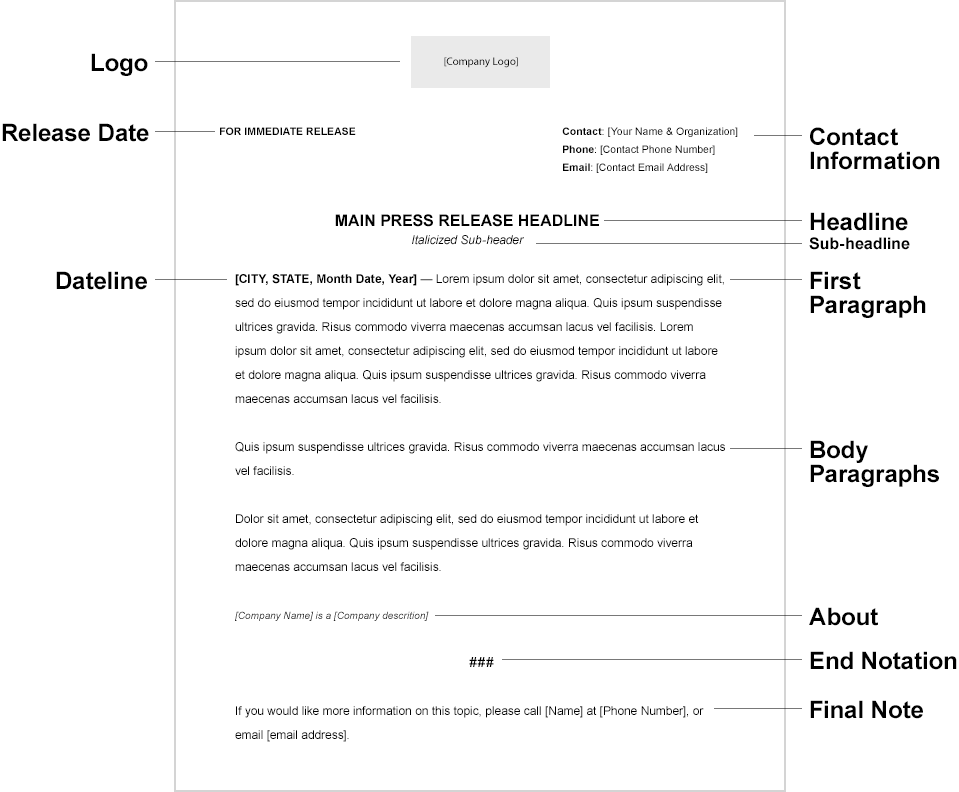 Logo
[Company Logo]
Release Date
FOR IMMEDIATE RELEASE
Contact: [Your Name & Organization]
Phone: [Contact Phone Number]
Email: [Contact Email Address]
Contact
Information
MAIN PRESS RELEASE HEADLINE
Headline
Italicized Sub-header
Sub-headline
Dateline
[CITY, STATE, Month Date, Year] — Lorem ipsum dolor sit amet, consectetur adipiscing elit,
sed do eiusmod tempor incididunt ut labore et dolore magna aliqua. Quis ipsum suspendisse
ultrices gravida. Risus commodo viverra maecenas accumsan lacus vel facilisis. Lorem
ipsum dolor sit amet, consectetur adipiscing elit, sed do eiusmod tempor incididunt ut labore
et dolore magna aliqua. Quis ipsum suspendisse ultrices gravida. Risus commodo viverra
maecenas accumsan lacus vel facilisis.
First
Paragraph
Quis ipsum suspendisse ultrices gravida. Risus commodo viverra maecenas accumsan lacus
vel facilisis.
Body
Paragraphs
Dolor sit amet, consectetur adipiscing elit, sed do eiusmod tempor incididunt ut labore et
dolore magna aliqua. Quis ipsum suspendisse ultrices gravida. Risus commodo viverra
maecenas accumsan lacus vel facilisis.
[Company Name] is a [Company descrition]
About
###
End Notation
If you would like more information on this topic, please call [Name] at [Phone Number], or
email [email address].
Final Note